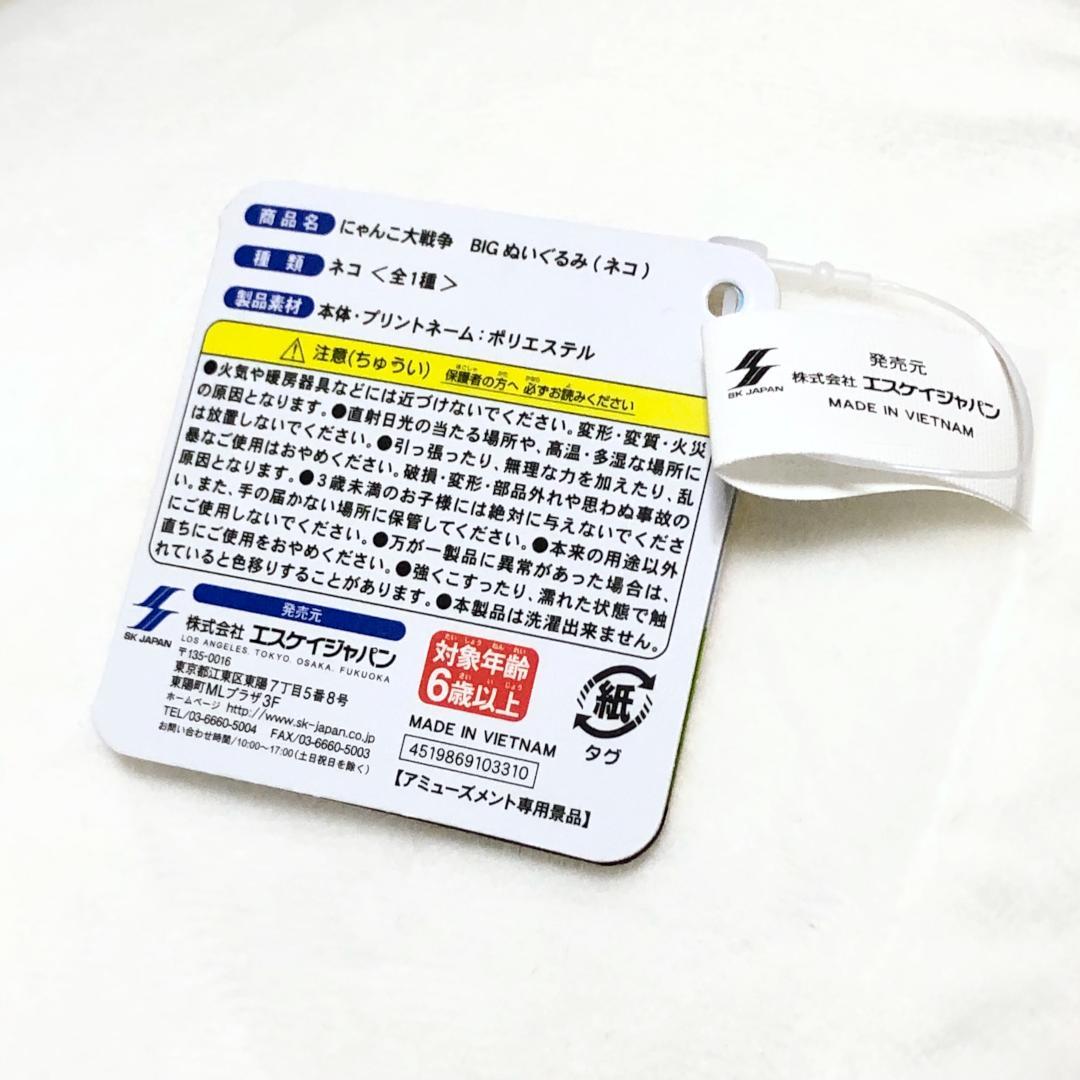 商品名 にゃんこ大戦争 BIG ぬいぐるみ(ネコ)
種類 ネコ <全1種>
製品素材 本体・プリントネーム:ポリエステル
注意(ちゅうい) 保護者の方へ 必ずお読みください
●火気や暖房器具などには近づけないでください。変形・変質・火災
の原因となります。●直射日光の当たる場所や、高温・多湿な場所に
は放置しないでください。●引っ張ったり、無理な力を加えたり、乱
暴なご使用はおやめください。破損・変形・部品外れや思わぬ事故の
原因となります。●3歳未満のお子様には絶対に与えないでくださ
い。また、手の届かない場所に保管してください。●本来の用途以外
にご使用しないでください。●万が一製品に異常があった場合は、
直ちにご使用をおやめください。●強くこすったり、濡れた状態で触
れていると色移りすることがあります。●本製品は洗濯出来ません。
発売元
SK JAPAN
株式会社 エスケイジャパン
LOS ANGELES. TOKYO. OSAKA. FUKUOKA
〒135-0016
東京都江東区東陽7丁目5番8号
東陽町MLプラザ3F
ホームページ http://www.sk-japan.co.jp
TEL/03-6660-5004 FAX/03-6660-5003
お問い合わせ時間/10:00~17:00(土日祝日を除く)
たいしょうねんれい
対象年齢
さいいじょう
6歳以上
MADE IN VIETNAM
4519869103310
【アミューズメント専用景品】
紙
タグ
発売元
SK JAPAN
株式会社 エスケイジャパン
MADE IN VIETNAM